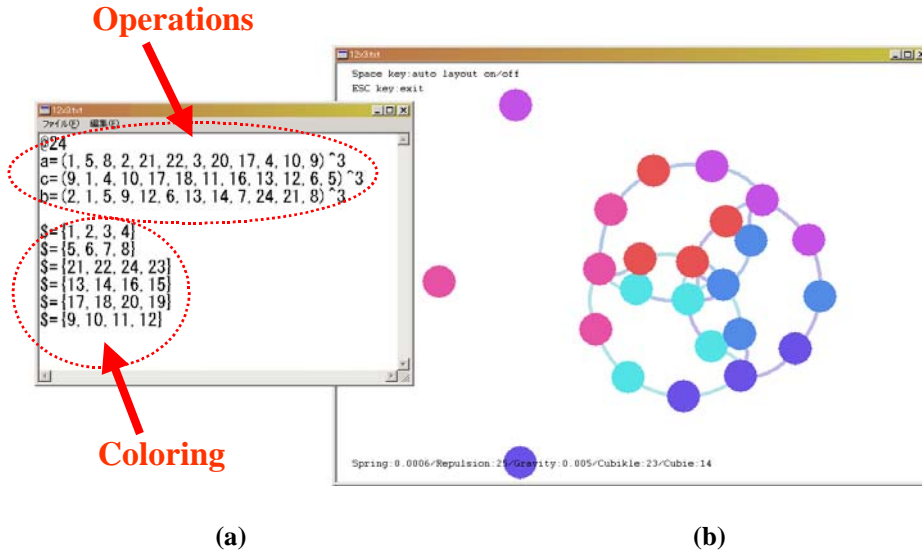 Operations
12v3.txt
Space key:auto layout on/off
ESC key:exit
12v3.txt
ファイル(F) 編集(E)
@24
a=(1, 5, 8, 2, 21, 22, 3, 20, 17, 4, 10, 9)^3
c=(9, 1, 4, 10, 17, 18, 11, 16, 13, 12, 6, 5)^3
b=(2, 1, 5, 9, 12, 6, 13, 14, 7, 24, 21, 8)^3
$={1, 2, 3, 4}
$={5, 6, 7, 8}
$={21, 22, 24, 23}
$={13, 14, 16, 15}
$={17, 18, 20, 19}
$={9, 10, 11, 12}
Coloring
Spring:0.0006/Repulsion:25/Gravity:0.005/Cubikle:23/Cubie:14
(a)
(b)